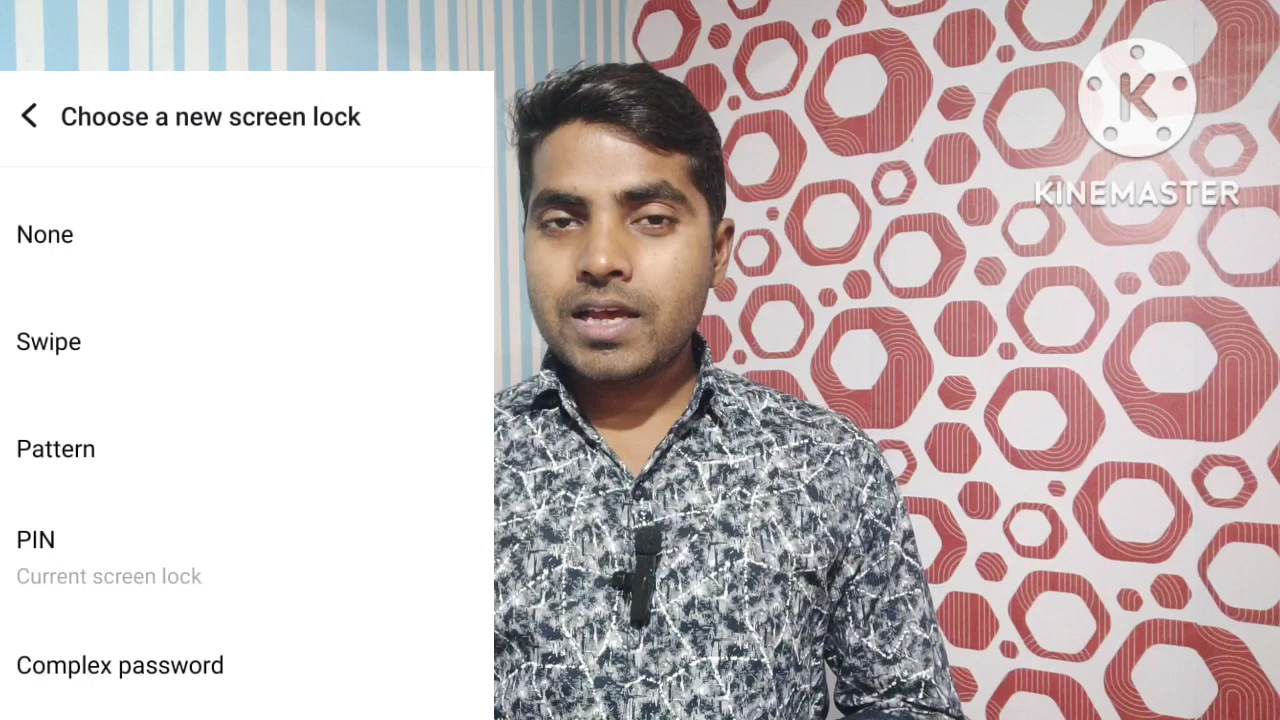 Choose a new screen lock
None
Swipe
Pattern
PIN
Current screen lock
Complex password
K
KINEMASTER